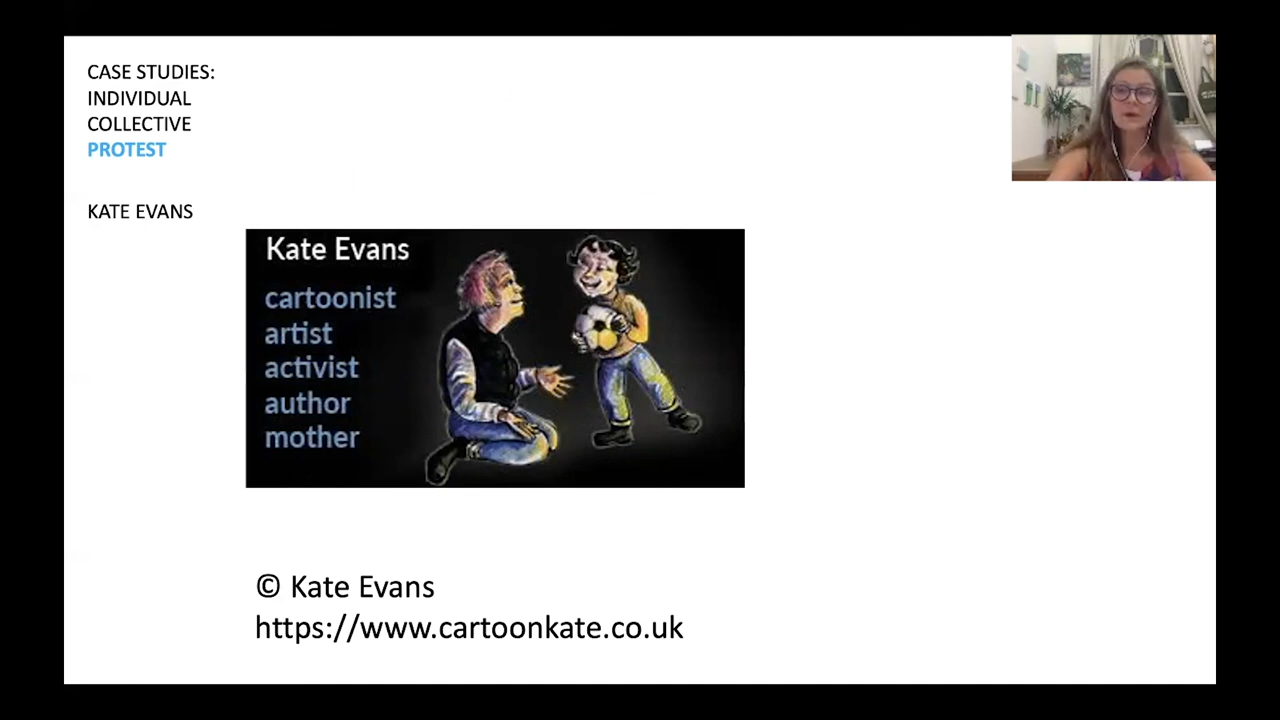 CASE STUDIES:
INDIVIDUAL
COLLECTIVE
PROTEST
KATE EVANS
Kate Evans
cartoonist
artist
activist
author
mother
© Kate Evans
https://www.cartoonkate.co.uk